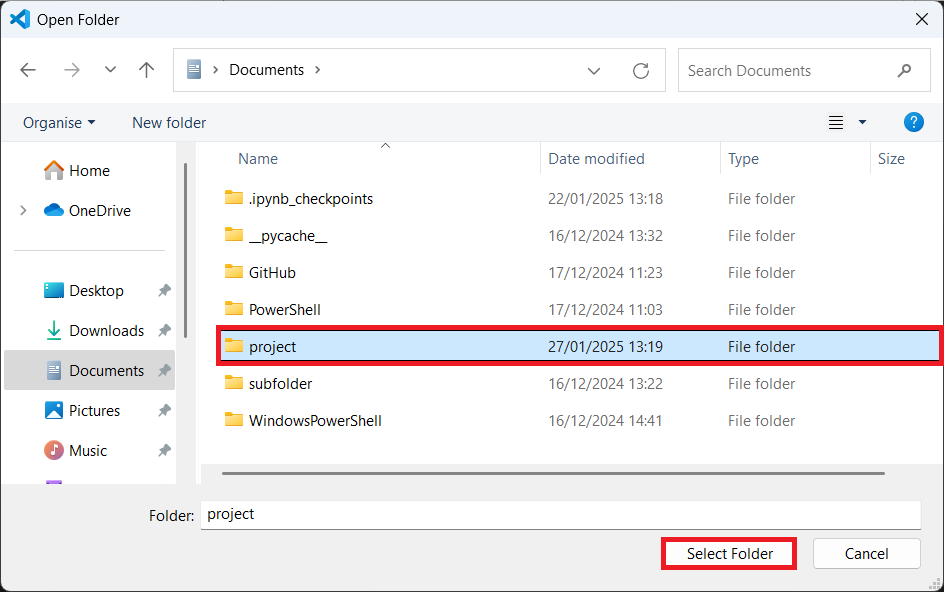 Open Folder
Documents
Search Documents
Organise New folder ?
Name Date modified Type Size
Home
OneDrive
Desktop
Downloads
Documents
Pictures
Music
.ipynb_checkpoints 22/01/2025 13:18 File folder
__pycache__ 16/12/2024 13:32 File folder
GitHub 17/12/2024 11:23 File folder
PowerShell 17/12/2024 11:03 File folder
project 27/01/2025 13:19 File folder
subfolder 16/12/2024 13:22 File folder
WindowsPowerShell 16/12/2024 14:41 File folder
Folder: project
Select Folder Cancel